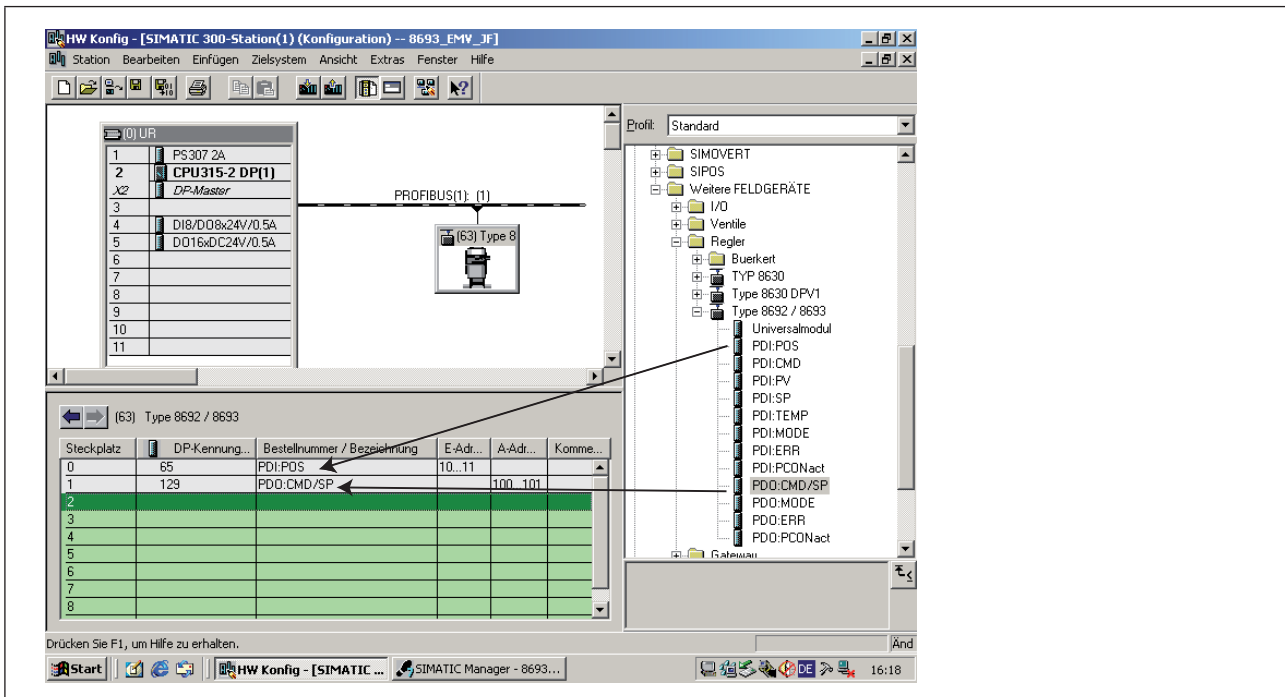 HW Konfig - [SIMATIC 300-Station(1) (Konfiguration) -- 8693_EMV_JF]
Station Bearbeiten Einfügen Zielsystem Ansicht Extras Fenster Hilfe
(0) UR
1 PS307 2A
2 CPU315-2 DP(1)
X2 DP-Master
3
4 DI8/DO8x24V/0.5A
5 DO16xDC24V/0.5A
6
7
8
9
10
11
PROFIBUS(1): (1)
(63) Type 8
Profil: Standard
SIMOVERT
SIPOS
Weitere FELDGERÄTE
I/O
Ventile
Regler
Buerkert
TYP 8630
Type 8630 DPV1
Type 8692 / 8693
Universalmodul
PDI:POS
PDI:CMD
PDI:PV
PDI:SP
PDI:TEMP
PDI:MODE
PDI:ERR
PDI:PCONact
PDO:CMD/SP
PDO:MODE
PDO:ERR
PDO:PCONact
Gateway
(63) Type 8692 / 8693
Steckplatz DP-Kennung... Bestellnummer / Bezeichnung E-Adr... A-Adr... Komme...
0 65 PDI:POS 10...11
1 129 PDO:CMD/SP 100...101
2
3
4
5
6
7
8
Drücken Sie F1, um Hilfe zu erhalten.
Änd
Start
HW Konfig - [SIMATIC ...
SIMATIC Manager - 8693...
DE
16:18